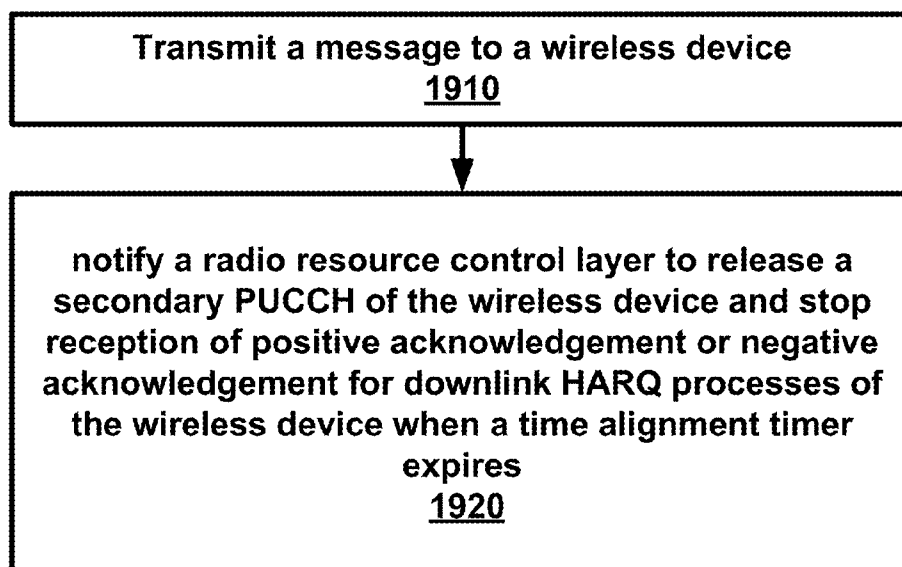 Transmit a message to a wireless device
1910
notify a radio resource control layer to release a
secondary PUCCH of the wireless device and stop
reception of positive acknowledgement or negative
acknowledgement for downlink HARQ processes of
the wireless device when a time alignment timer
expires
1920